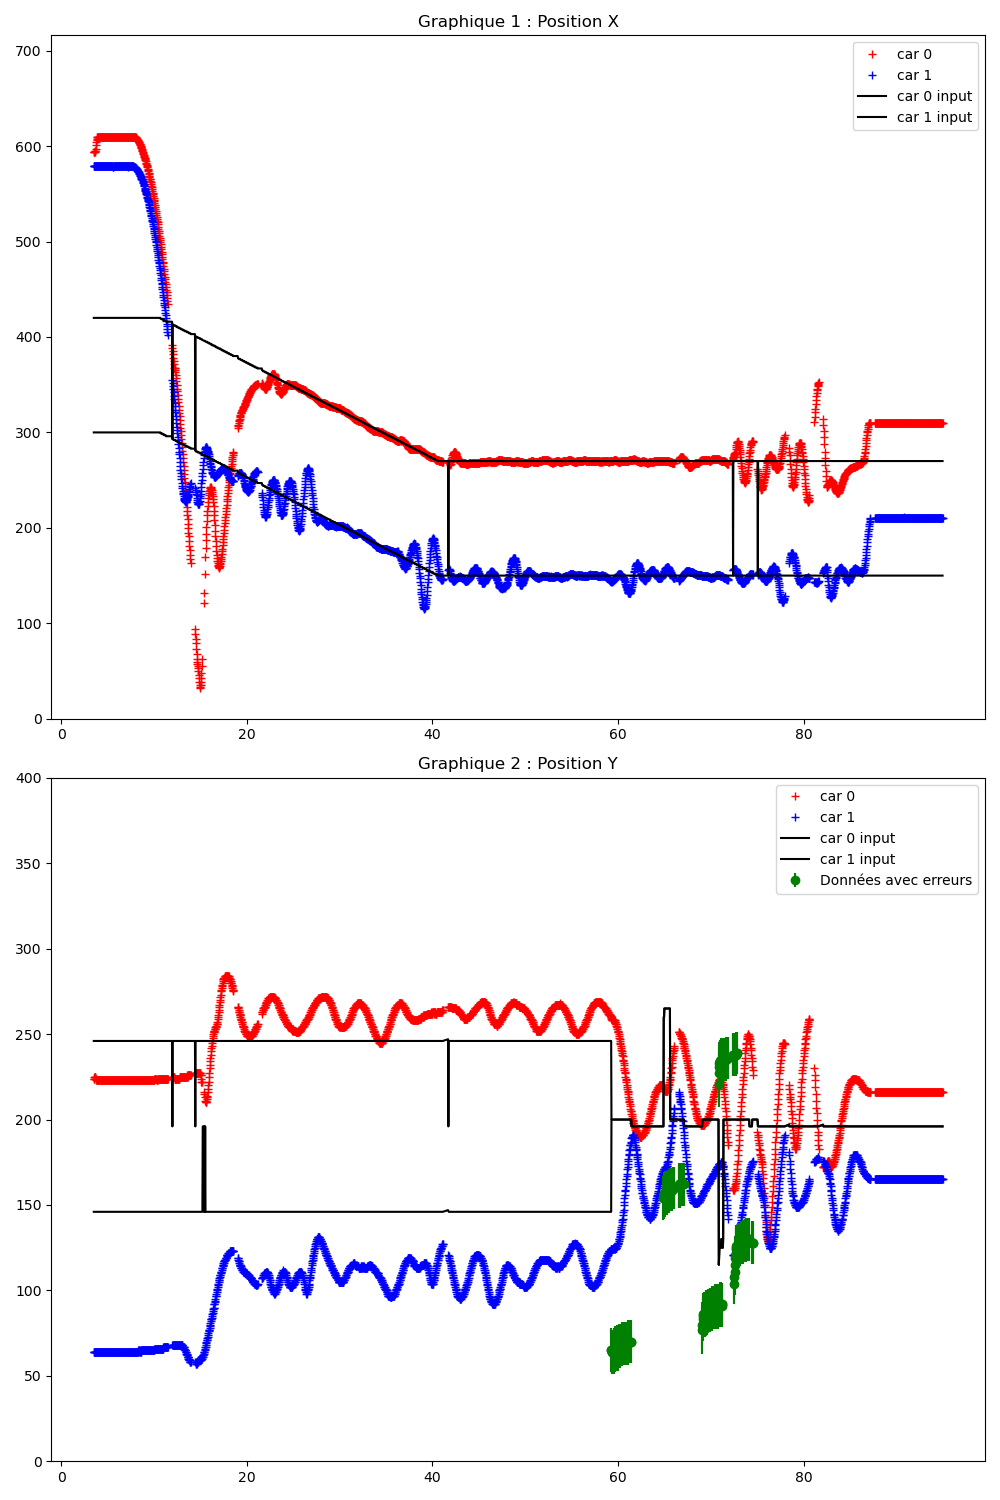 Graphique 1 : Position X
700
600
500
400
300
200
100
0
car 0
car 1
car 0 input
car 1 input
0 20 40 60 80
Graphique 2 : Position Y
400
350
300
250
200
150
100
50
0
car 0
car 1
car 0 input
car 1 input
Données avec erreurs
0 20 40 60 80